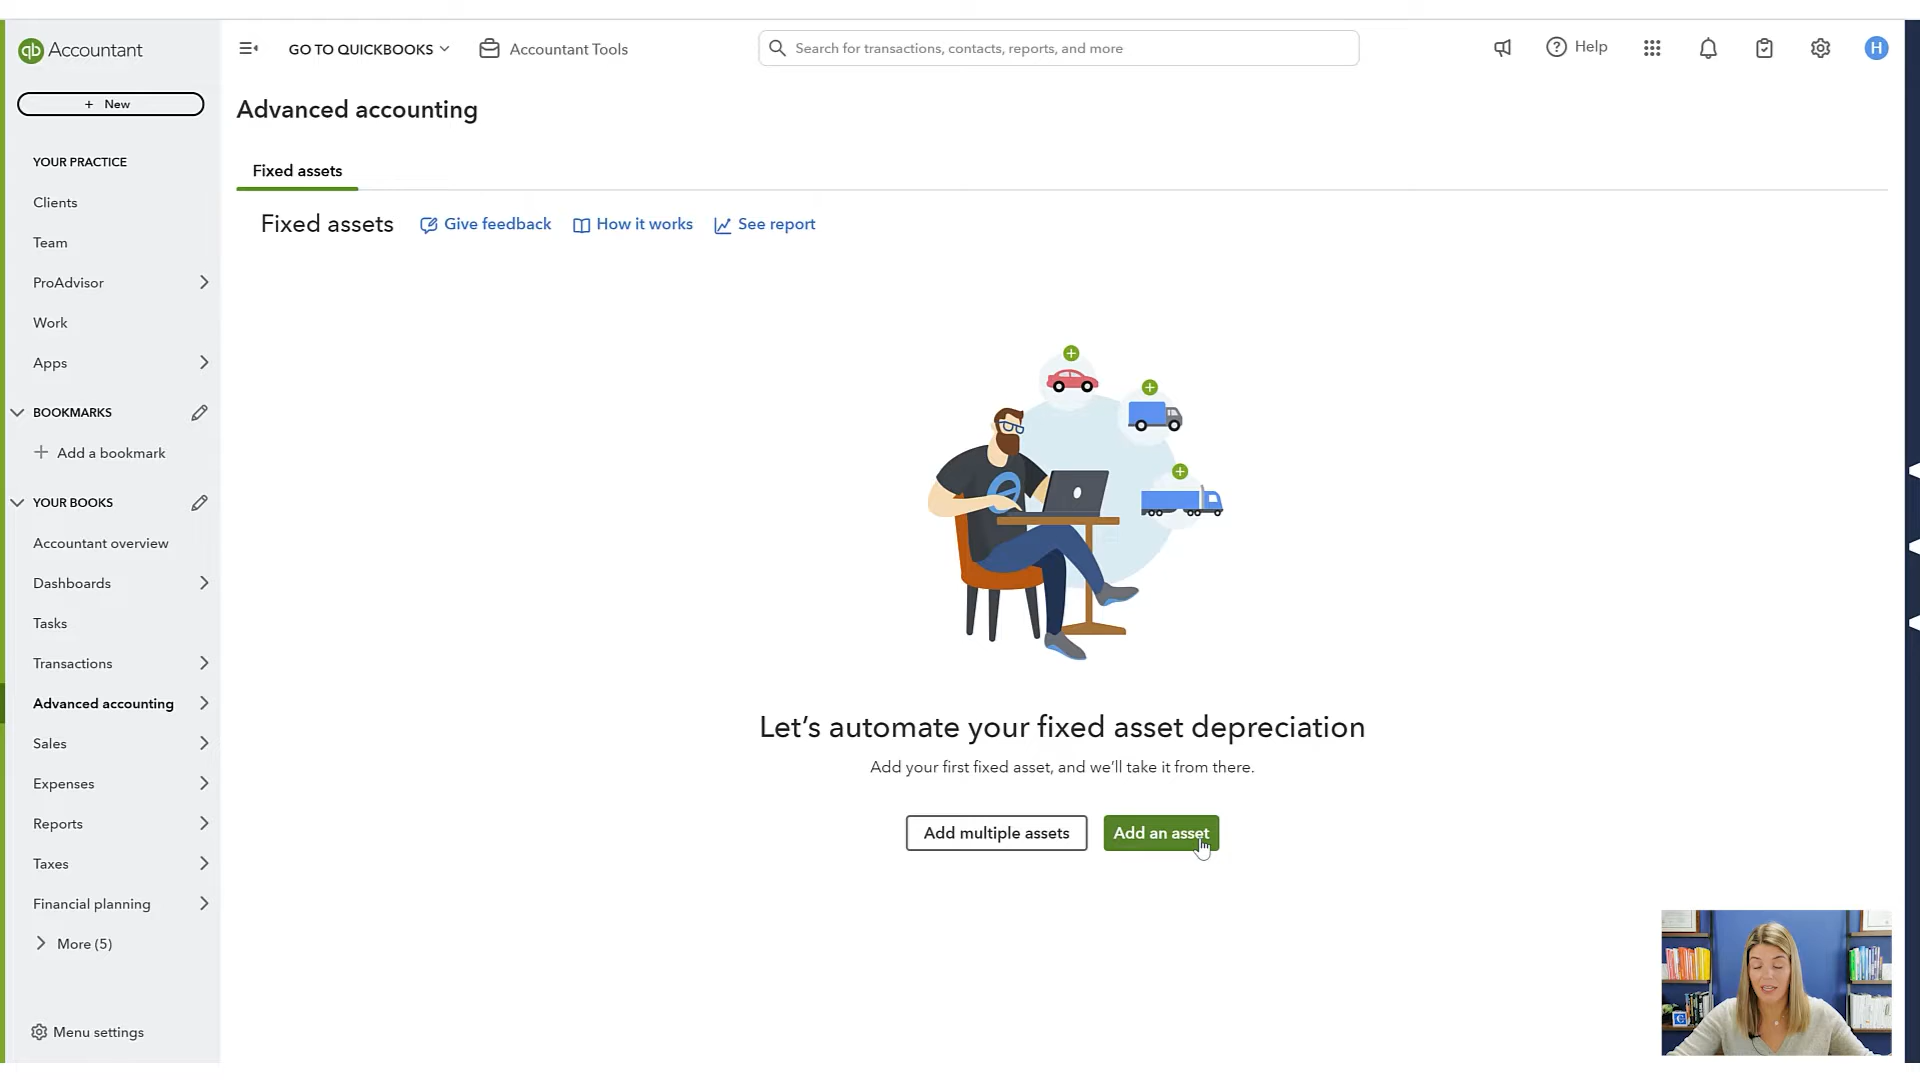 qb Accountant
GO TO QUICKBOOKS
Accountant Tools
Search for transactions, contacts, reports, and more
Help
H
+ New
Advanced accounting
YOUR PRACTICE
Clients
Team
ProAdvisor
Work
Apps
BOOKMARKS
Add a bookmark
YOUR BOOKS
Accountant overview
Dashboards
Tasks
Transactions
Advanced accounting
Sales
Expenses
Reports
Taxes
Financial planning
More (5)
Menu settings
Fixed assets
Fixed assets
Give feedback
How it works
See report
Let's automate your fixed asset depreciation
Add your first fixed asset, and we'll take it from there.
Add multiple assets
Add an asset